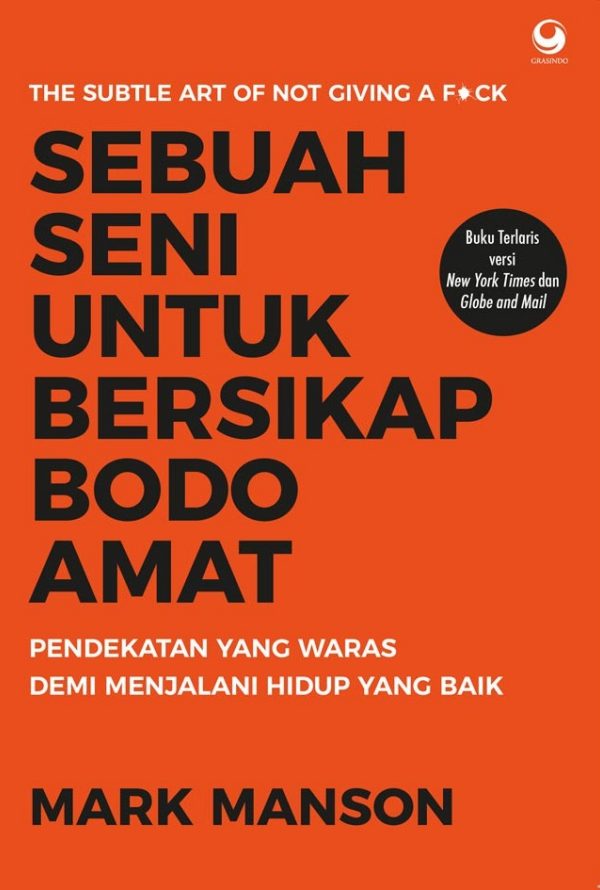 GRASINDO
THE SUBTLE ART OF NOT GIVING A F*CK
SEBUAH
SENI
UNTUK
BERSIKAP
BODO
AMAT
Buku Terlaris
versi
New York Times dan
Globe and Mail
PENDEKATAN YANG WARAS
DEMI MENJALANI HIDUP YANG BAIK
MARK MANSON